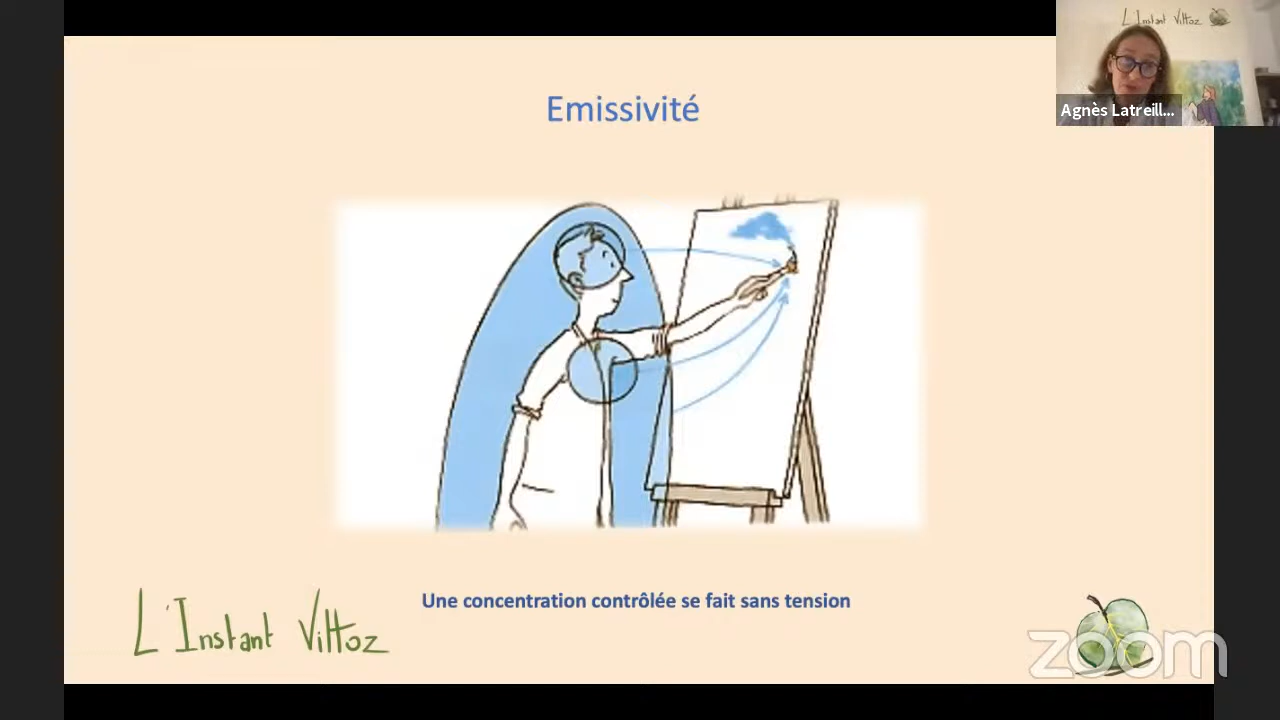 L'Instant Vittoz
Agnès Latreill...
Emissivité
Une concentration contrôlée se fait sans tension
L'Instant Vittoz
zoom